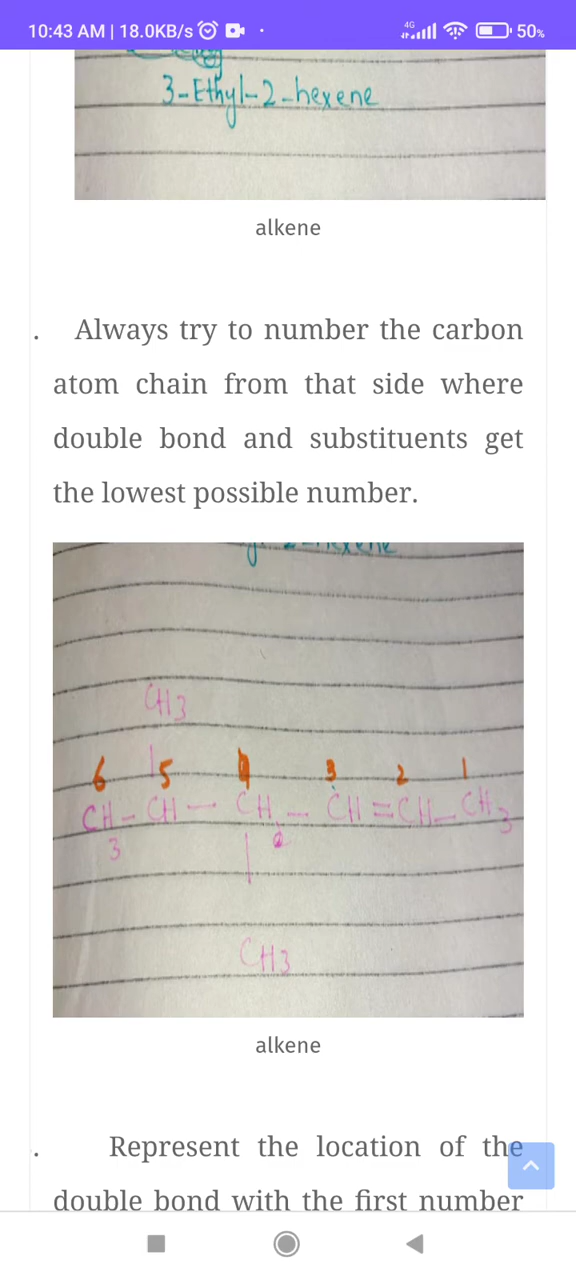 10:43 AM | 18.0KB/s
4G
50%
3-Ethyl-2-hexene
alkene
. Always try to number the carbon
atom chain from that side where
double bond and substituents get
the lowest possible number.
CH3
6 5 4 3 2 1
CH - CH - CH - CH = CH - CH3
3
CH3
alkene
. Represent the location of the
double bond with the first number